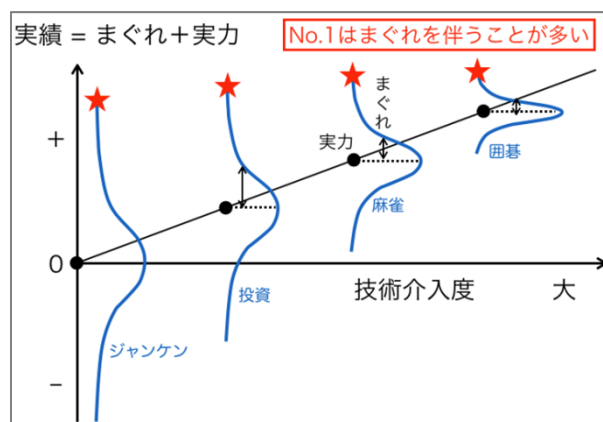 実績 = まぐれ＋実力
No.1はまぐれを伴うことが多い
＋
まぐれ
実力
囲碁
麻雀
0
投資
技術介入度 大
ジャンケン
−